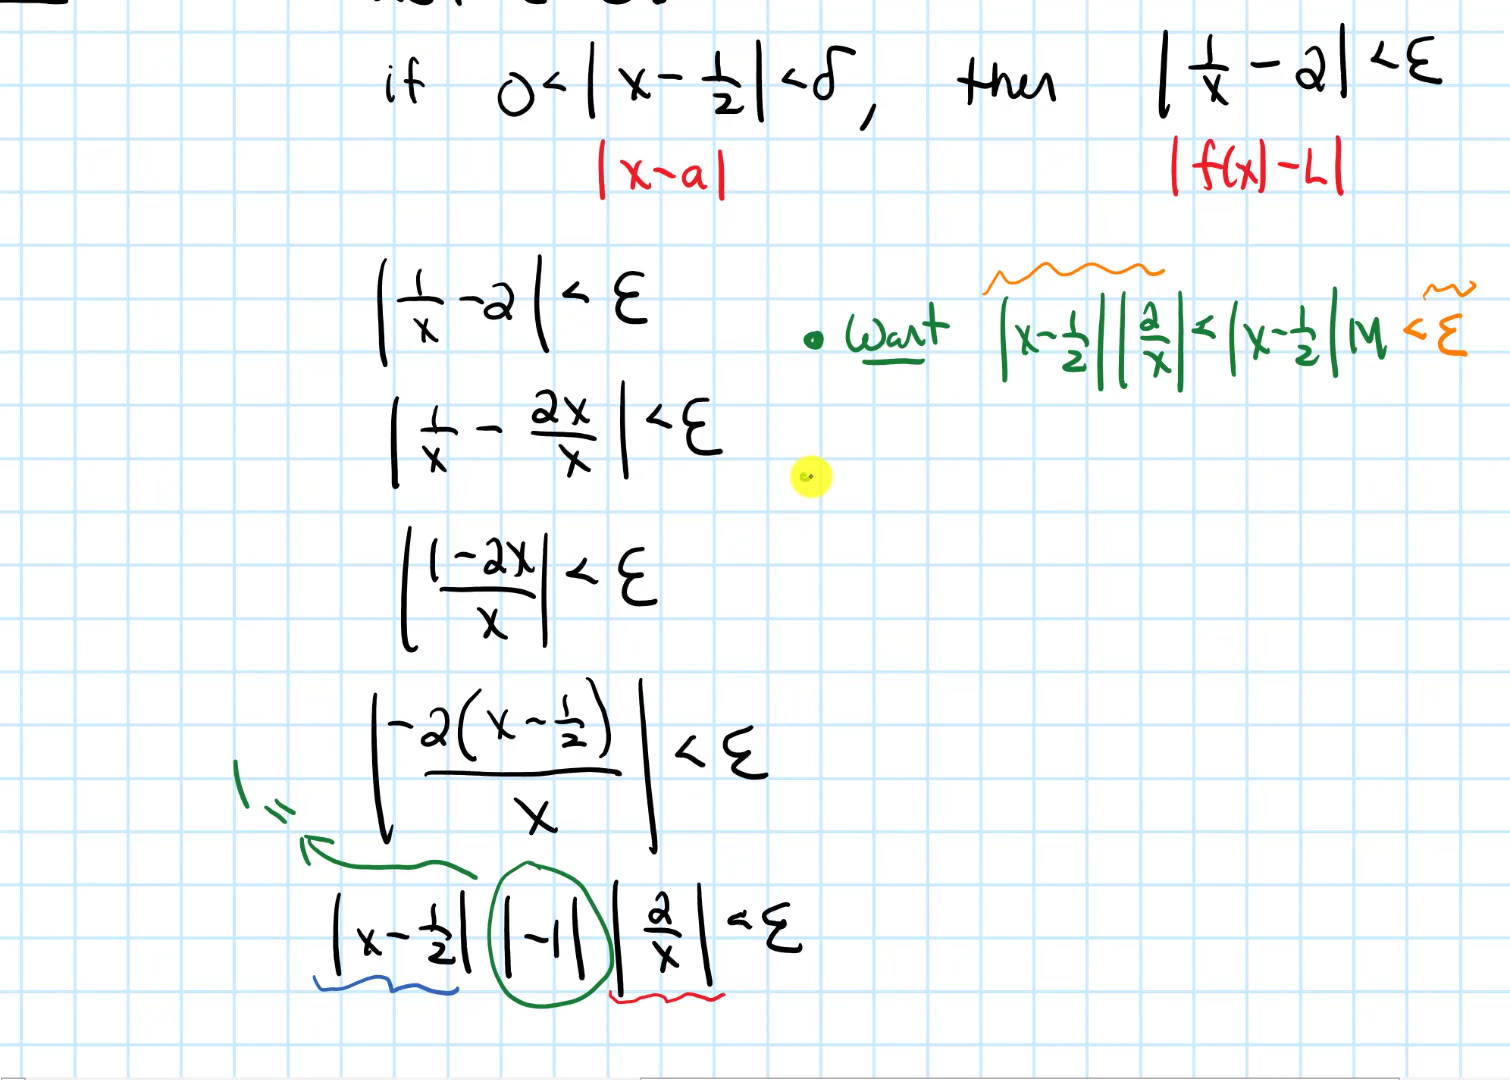 if 0 < | x - 1/2 | < δ, then | 1/x - 2 | < ε
| x - a | | f(x) - L |
| 1/x - 2 | < ε
• Want | x - 1/2 | | 2/x | < | x - 1/2 | M < ε
| 1/x - 2x/x | < ε
| (1 - 2x)/x | < ε
| -2(x - 1/2)/x | < ε
1 =
| x - 1/2 | | -1 | | 2/x | < ε